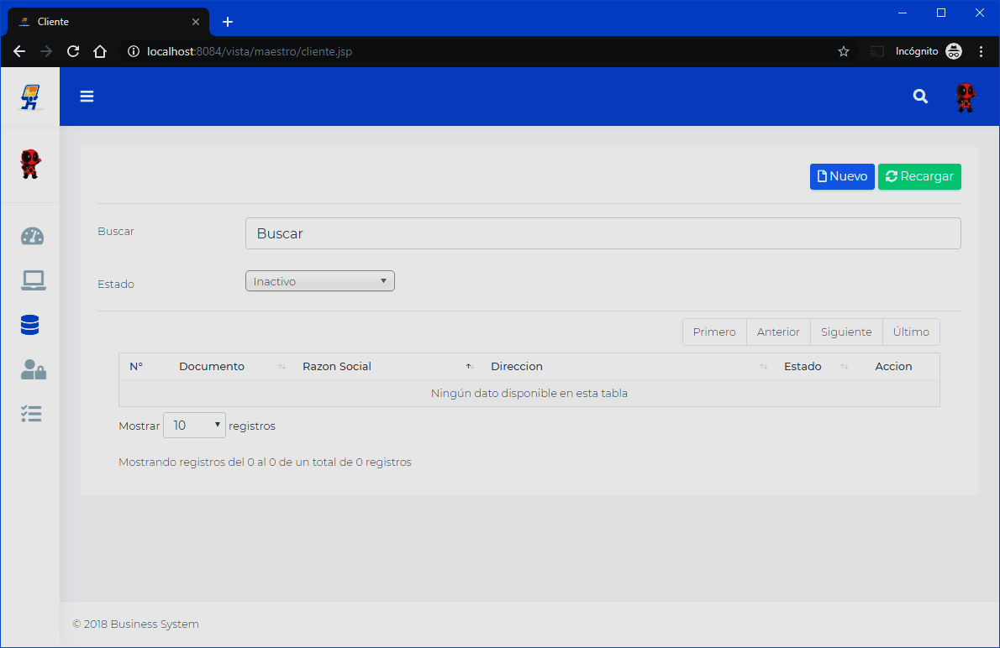 Cliente
localhost:8084/vista/maestro/cliente.jsp
Incógnito
Nuevo Recargar
Buscar Buscar
Estado Inactivo
Primero Anterior Siguiente Último
N° Documento Razon Social Direccion Estado Accion
Ningún dato disponible en esta tabla
Mostrar 10 registros
Mostrando registros del 0 al 0 de un total de 0 registros
© 2018 Business System